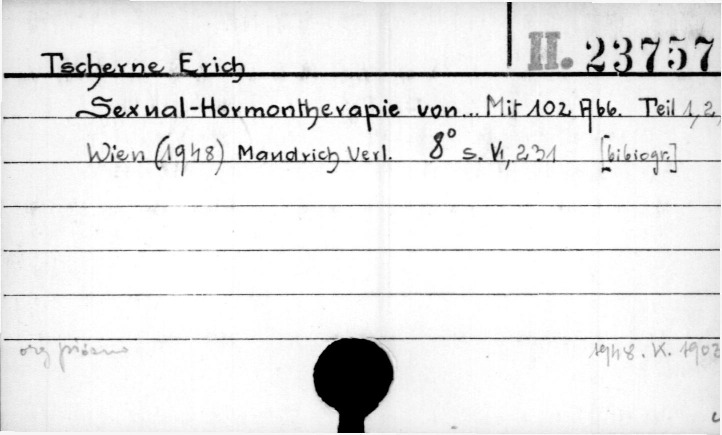 II. 23757
Tscherne Erich
Sexual-Hormontherapie von... Mit 102 Abb. Teil 1,2,
Wien (1948) Mandrich Verl. 8° s. VI, 231 [bibiogr.]
1948. K. 1902